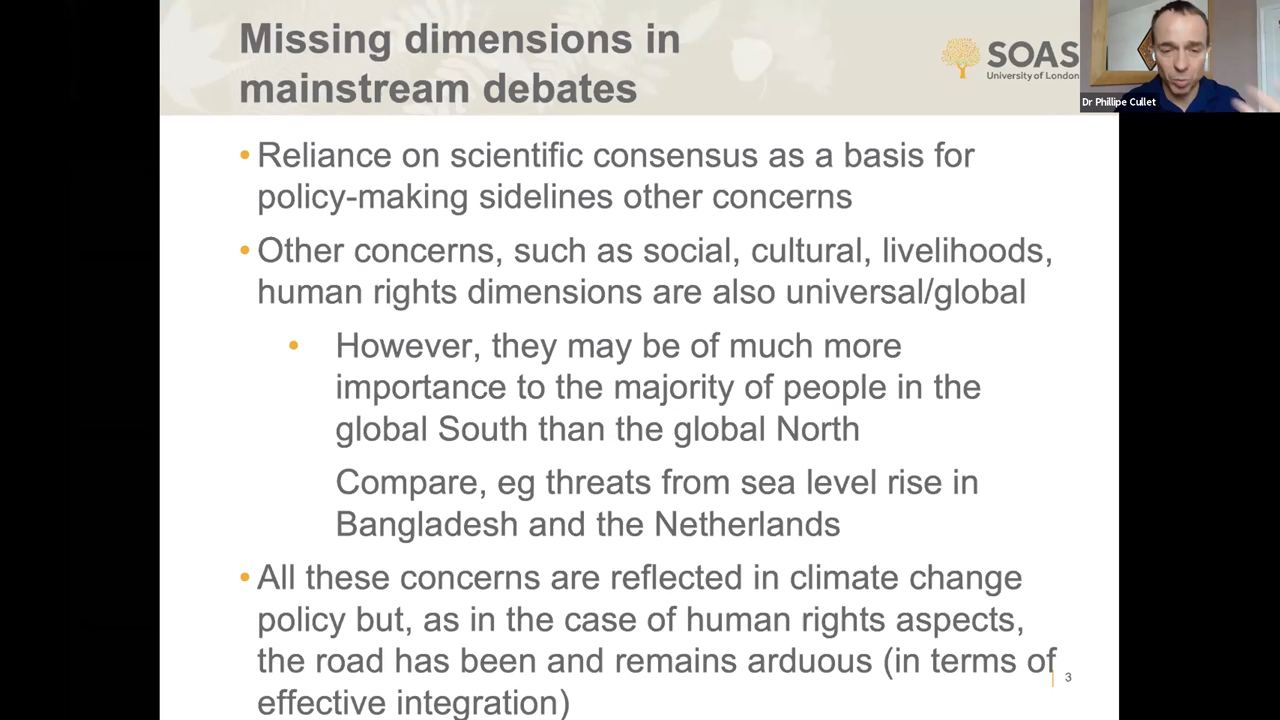 Missing dimensions in
mainstream debates
SOAS
University of London
Dr Phillipe Cullet
•Reliance on scientific consensus as a basis for
policy-making sidelines other concerns
•Other concerns, such as social, cultural, livelihoods,
human rights dimensions are also universal/global
• However, they may be of much more
importance to the majority of people in the
global South than the global North
Compare, eg threats from sea level rise in
Bangladesh and the Netherlands
•All these concerns are reflected in climate change
policy but, as in the case of human rights aspects,
the road has been and remains arduous (in terms of
effective integration)
3